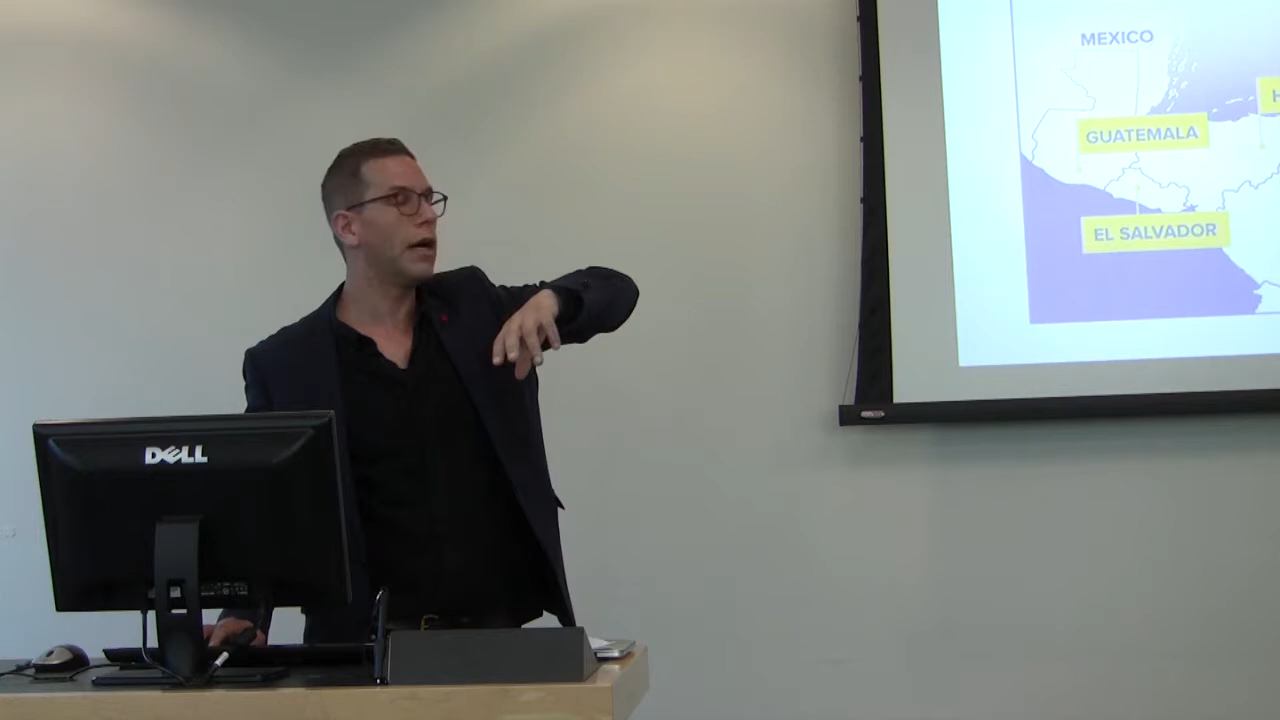 MEXICO
H
GUATEMALA
EL SALVADOR
DELL